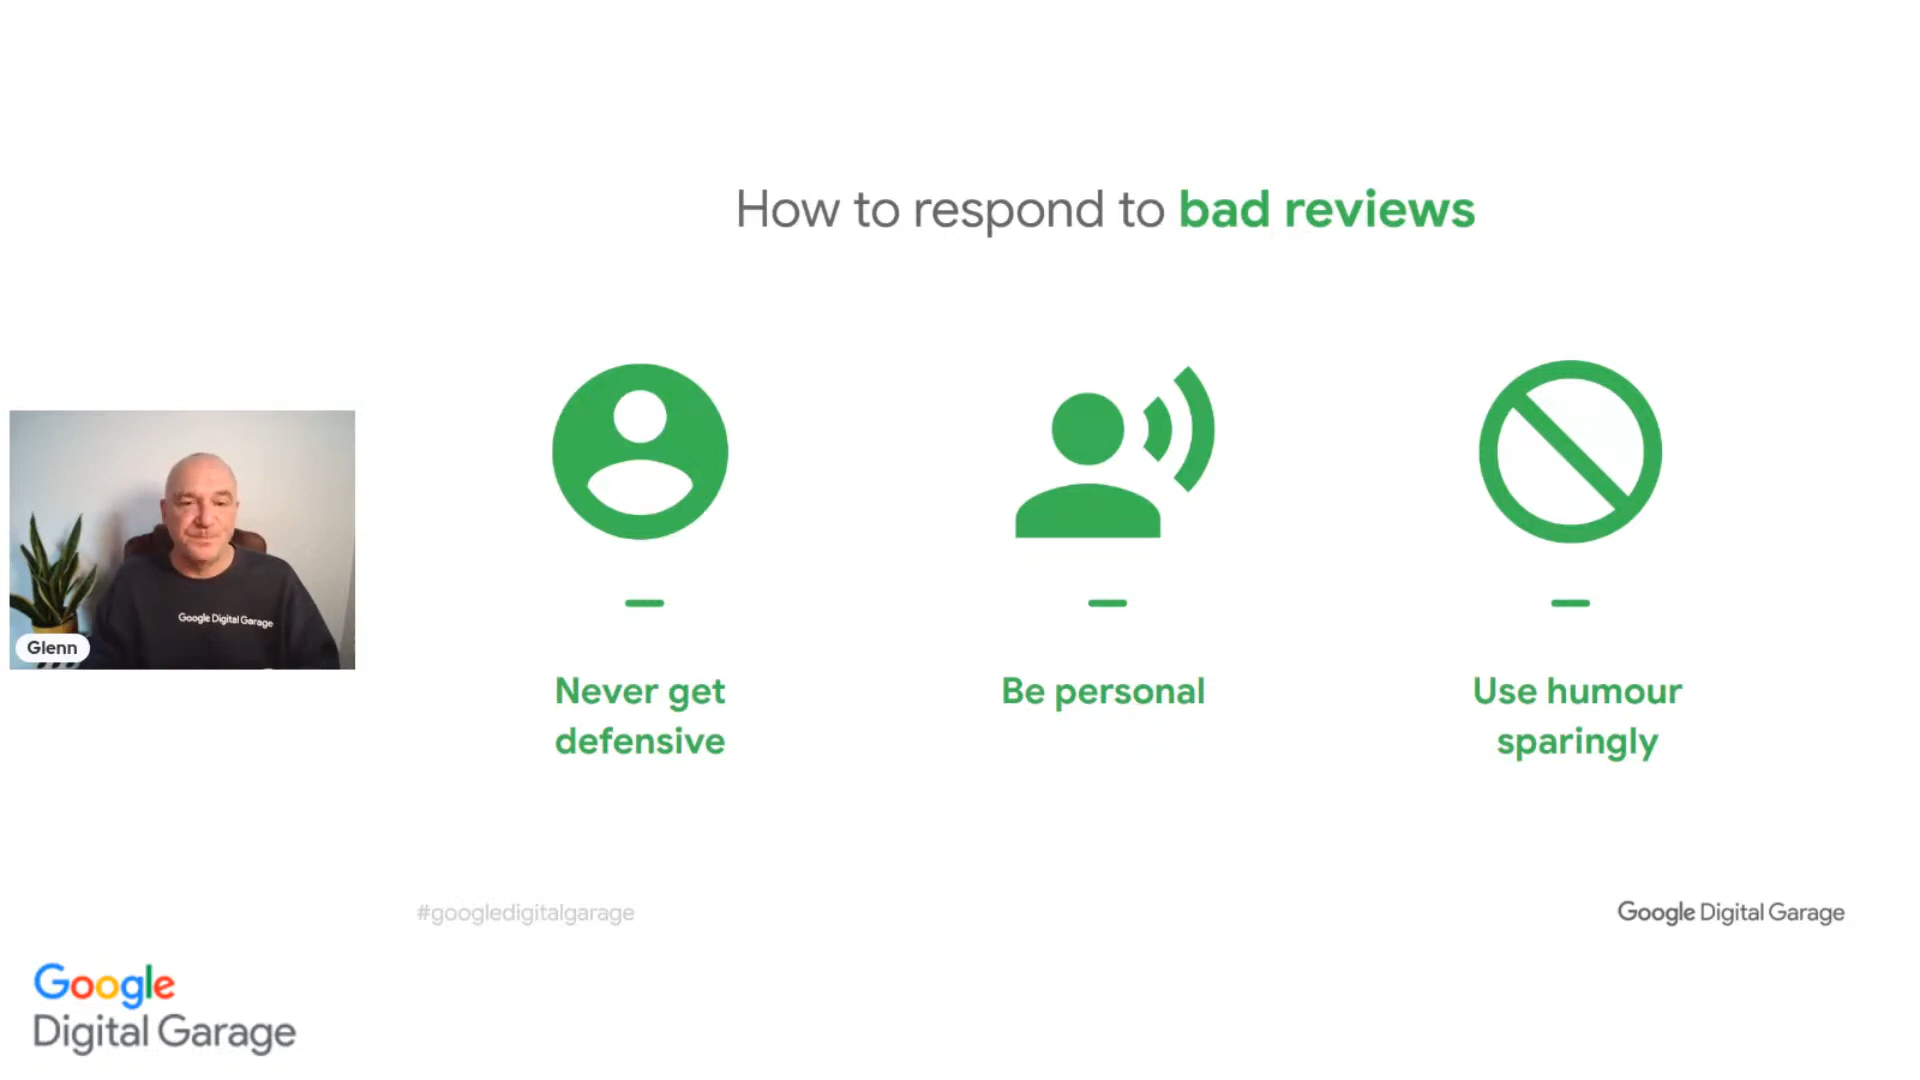 How to respond to bad reviews
Google Digital Garage
Glenn
Never get
defensive
Be personal
Use humour
sparingly
#googledigitalgarage
Google Digital Garage
Google
Digital Garage